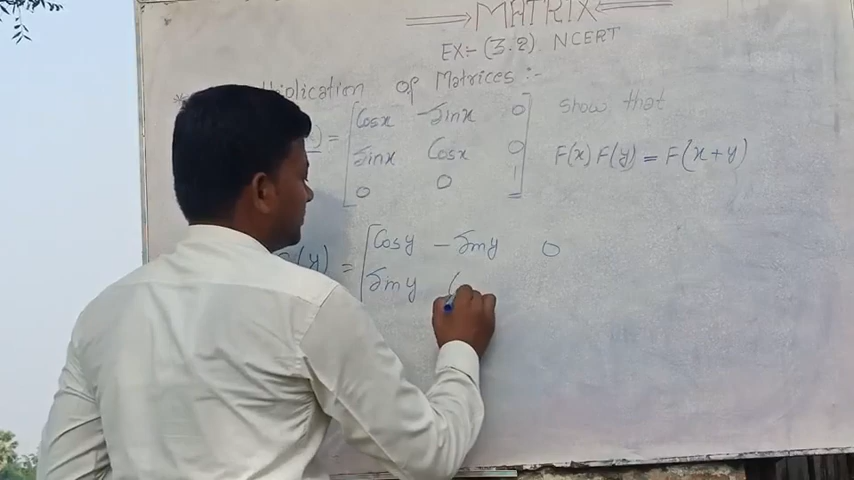 MATRIX
EX:- (3.2) NCERT
of Matrices :-
= [ Cosx -Sinx 0 ] show that
Sinx Cosx 0 F(x) F(y) = F(x+y)
0 0 1
(y) = [ Cosy -Siny 0
Siny (